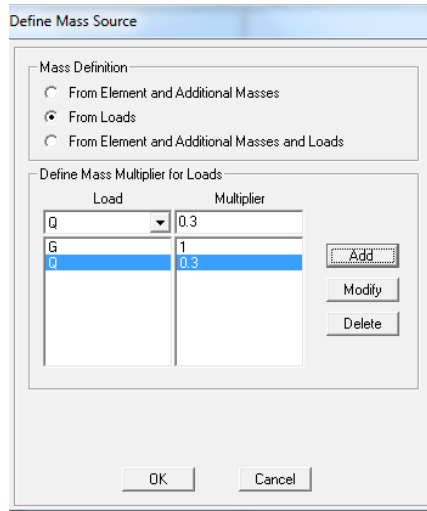 Define Mass Source
Mass Definition
From Element and Additional Masses
From Loads
From Element and Additional Masses and Loads
Define Mass Multiplier for Loads
Load Multiplier
Q 0.3
G 1
Q 0.3
Add
Modify
Delete
OK Cancel